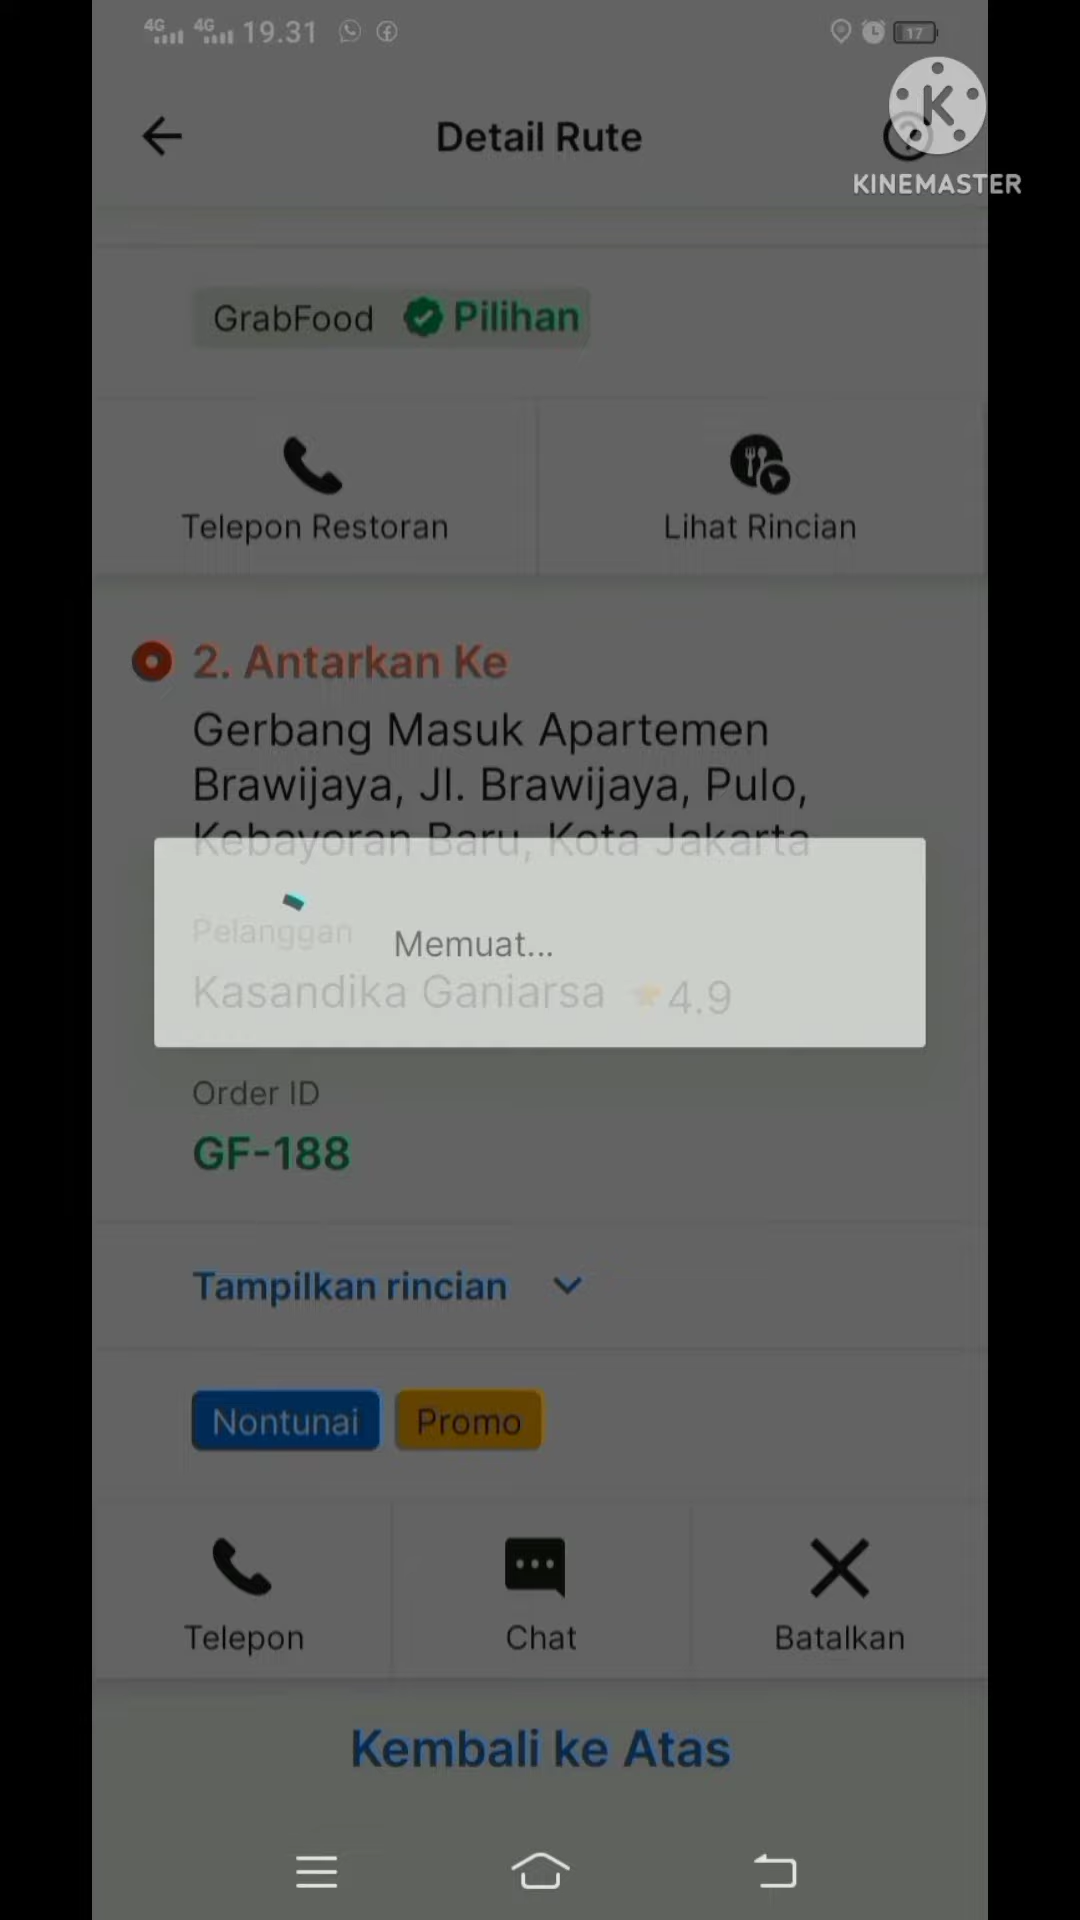 4G 4G 19.31 17
K
KINEMASTER
Detail Rute
GrabFood Pilihan
Telepon Restoran
Lihat Rincian
2. Antarkan Ke
Gerbang Masuk Apartemen
Brawijaya, Jl. Brawijaya, Pulo,
Kebayoran Baru, Kota Jakarta
Pelanggan
Memuat...
Kasandika Ganiarsa 4.9
Order ID
GF-188
Tampilkan rincian
Nontunai Promo
Telepon
Chat
Batalkan
Kembali ke Atas